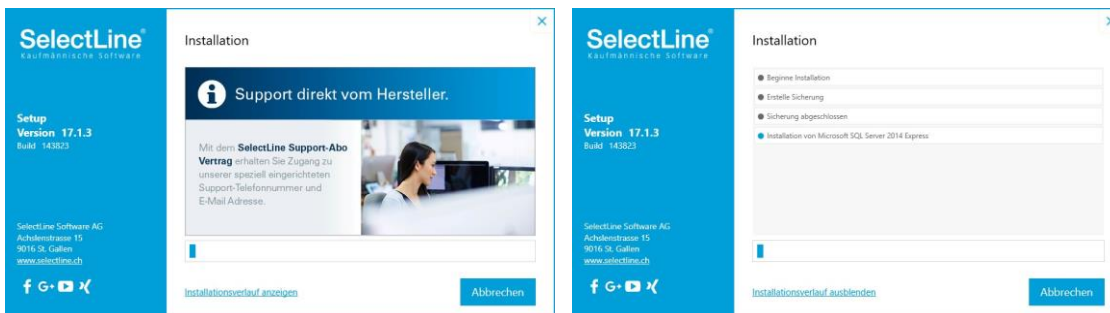 SelectLine®
Kaufmännische Software
Setup
Version 17.1.3
Build 143823
SelectLine Software AG
Achslenstrasse 15
9016 St. Gallen
www.selectline.ch
Installation
Support direkt vom Hersteller.
Mit dem SelectLine Support-Abo
Vertrag erhalten Sie Zugang zu
unserer speziell eingerichteten
Support-Telefonnummer und
E-Mail Adresse.
Installationsverlauf anzeigen
Abbrechen
SelectLine®
Kaufmännische Software
Setup
Version 17.1.3
Build 143823
SelectLine Software AG
Achslenstrasse 15
9016 St. Gallen
www.selectline.ch
Installation
Beginne Installation
Erstelle Sicherung
Sicherung abgeschlossen
Installation von Microsoft SQL Server 2014 Express
Installationsverlauf ausblenden
Abbrechen